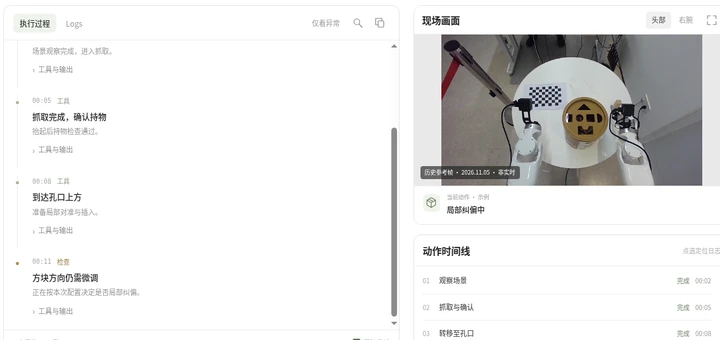 执行过程
Logs
仅看异常
场景观察完成，进入抓取。
› 工具与输出
00:05 工具
抓取完成，确认持物
抬起后持物检查通过。
› 工具与输出
00:08 工具
到达孔口上方
准备局部对准与插入。
› 工具与输出
00:11 检查
方块方向仍需微调
正在按本次配置决定是否局部纠偏。
› 工具与输出
现场画面
头部
右腕
历史参考帧 • 2026.11.05 • 非实时
当前动作 • 示例
局部纠偏中
动作时间线
点选定位日志
01 观察场景 完成 00:02
02 抓取与确认 完成 00:05
03 转移至孔口 完成 00:08